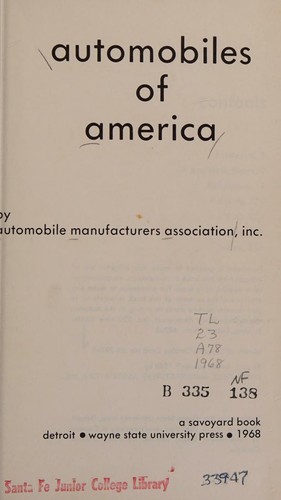 automobiles
of
america
by
automobile manufacturers association, inc.
TL
23
A78
1968
NF
B 335 138
a savoyard book
detroit • wayne state university press • 1968
Santa Fe Junior College Library
33947